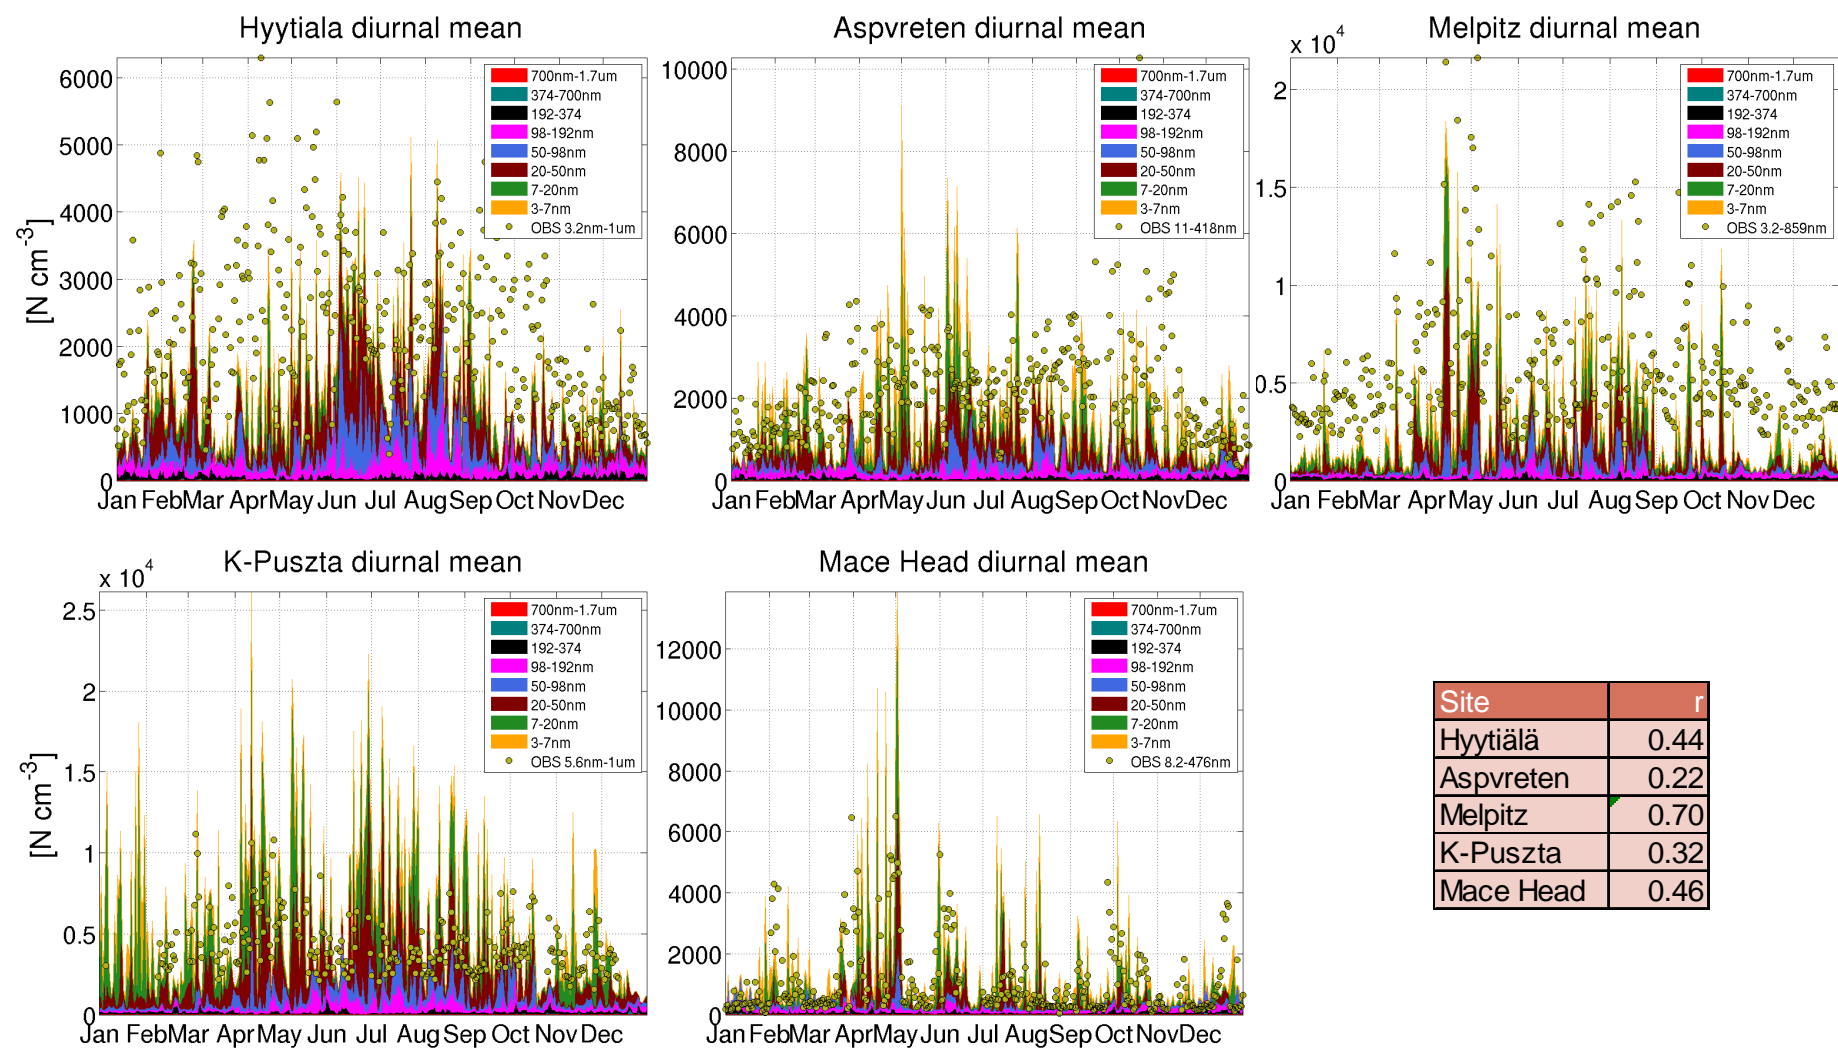 Hyytiala diurnal mean
[N cm-3]
6000
5000
4000
3000
2000
1000
0
Jan Feb Mar Apr May Jun Jul Aug Sep Oct Nov Dec
700nm-1.7um
374-700nm
192-374
98-192nm
50-98nm
20-50nm
7-20nm
3-7nm
OBS 3.2nm-1um
Aspvreten diurnal mean
10000
8000
6000
4000
2000
0
Jan Feb Mar Apr May Jun Jul Aug Sep Oct Nov Dec
700nm-1.7um
374-700nm
192-374
98-192nm
50-98nm
20-50nm
7-20nm
3-7nm
OBS 11-418nm
Melpitz diurnal mean
x 10^4
2
1.5
1
0.5
0
Jan Feb Mar Apr May Jun Jul Aug Sep Oct Nov Dec
700nm-1.7um
374-700nm
192-374
98-192nm
50-98nm
20-50nm
7-20nm
3-7nm
OBS 3.2-859nm
K-Puszta diurnal mean
x 10^4
[N cm-3]
2.5
2
1.5
1
0.5
0
Jan Feb Mar Apr May Jun Jul Aug Sep Oct Nov Dec
700nm-1.7um
374-700nm
192-374
98-192nm
50-98nm
20-50nm
7-20nm
3-7nm
OBS 5.6nm-1um
Mace Head diurnal mean
12000
10000
8000
6000
4000
2000
0
Jan Feb Mar Apr May Jun Jul Aug Sep Oct Nov Dec
700nm-1.7um
374-700nm
192-374
98-192nm
50-98nm
20-50nm
7-20nm
3-7nm
OBS 8.2-476nm
Site r
Hyytiälä 0.44
Aspvreten 0.22
Melpitz 0.70
K-Puszta 0.32
Mace Head 0.46